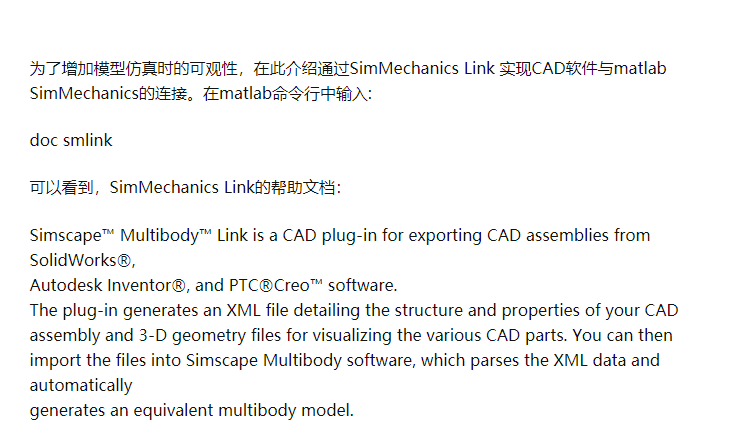 为了增加模型仿真时的可观性，在此介绍通过SimMechanics Link 实现CAD软件与matlab
SimMechanics的连接。在matlab命令行中输入:
doc smlink
可以看到，SimMechanics Link的帮助文档：
Simscape™ Multibody™ Link is a CAD plug-in for exporting CAD assemblies from
SolidWorks®,
Autodesk Inventor®, and PTC®Creo™ software.
The plug-in generates an XML file detailing the structure and properties of your CAD
assembly and 3-D geometry files for visualizing the various CAD parts. You can then
import the files into Simscape Multibody software, which parses the XML data and
automatically
generates an equivalent multibody model.